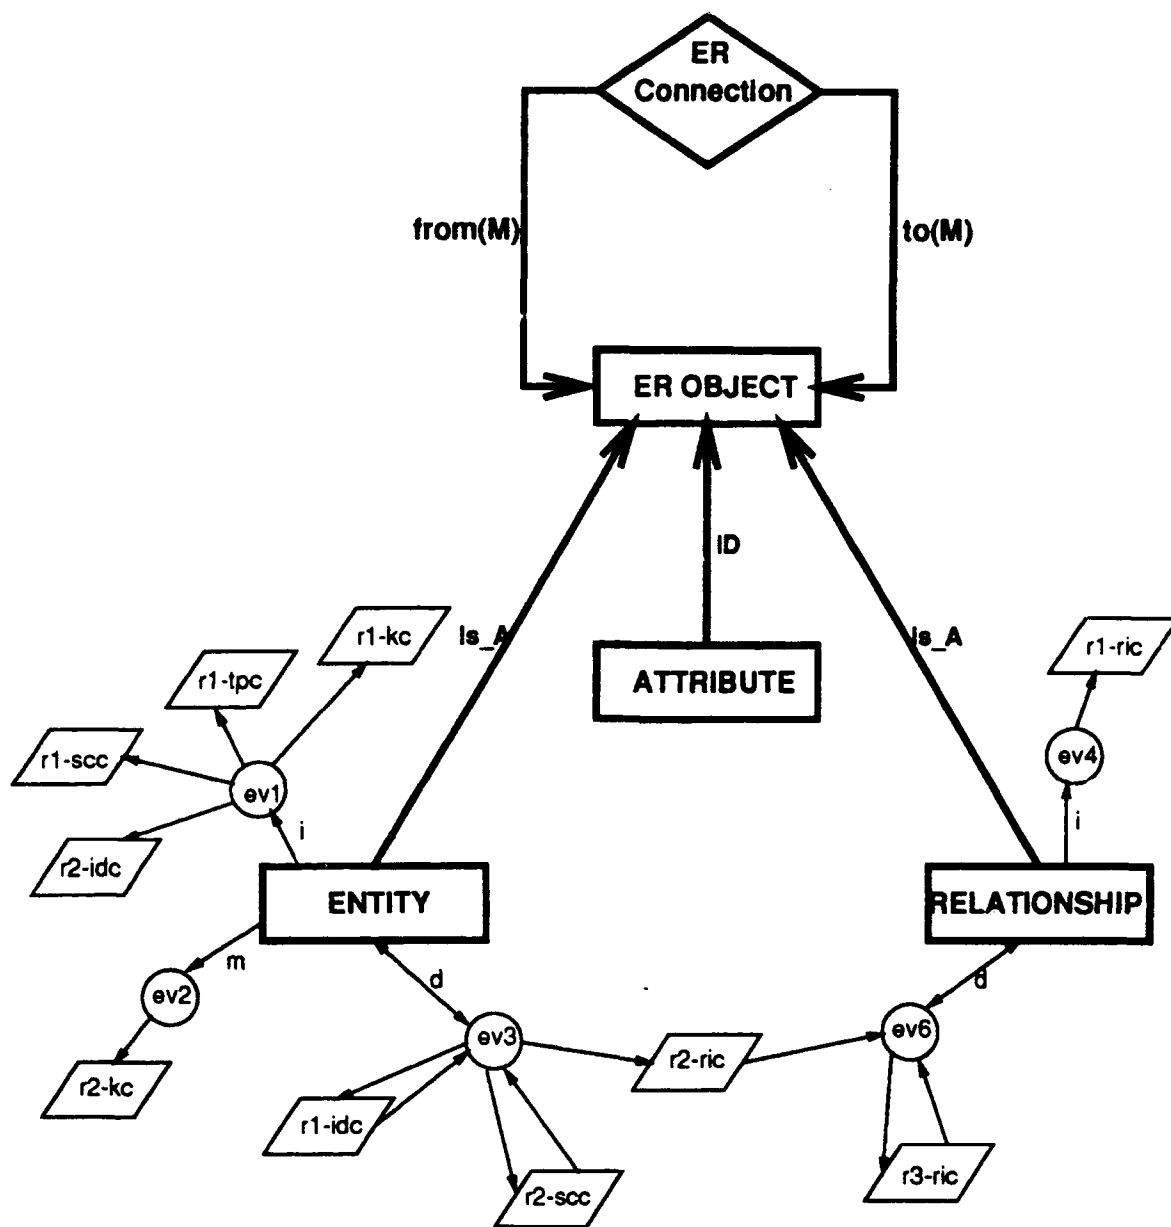 ER
Connection
from(M)
to(M)
ER OBJECT
ID
Is_A
Is_A
ATTRIBUTE
r1-kc
r1-tpc
r1-scc
r2-idc
ev1
i
r1-ric
ev4
i
ENTITY
RELATIONSHIP
m
d
d
ev2
ev3
ev6
r2-kc
r2-ric
r1-idc
r2-scc
r3-ric